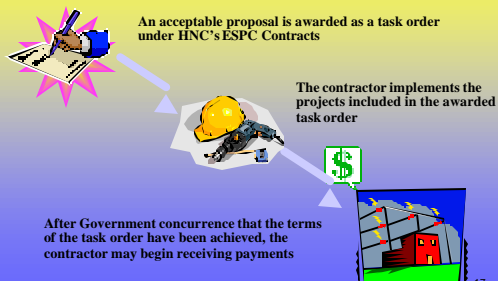 An acceptable proposal is awarded as a task order
under HNC's ESPC Contracts
The contractor implements the
projects included in the awarded
task order
$
After Government concurrence that the terms
of the task order have been achieved, the
contractor may begin receiving payments